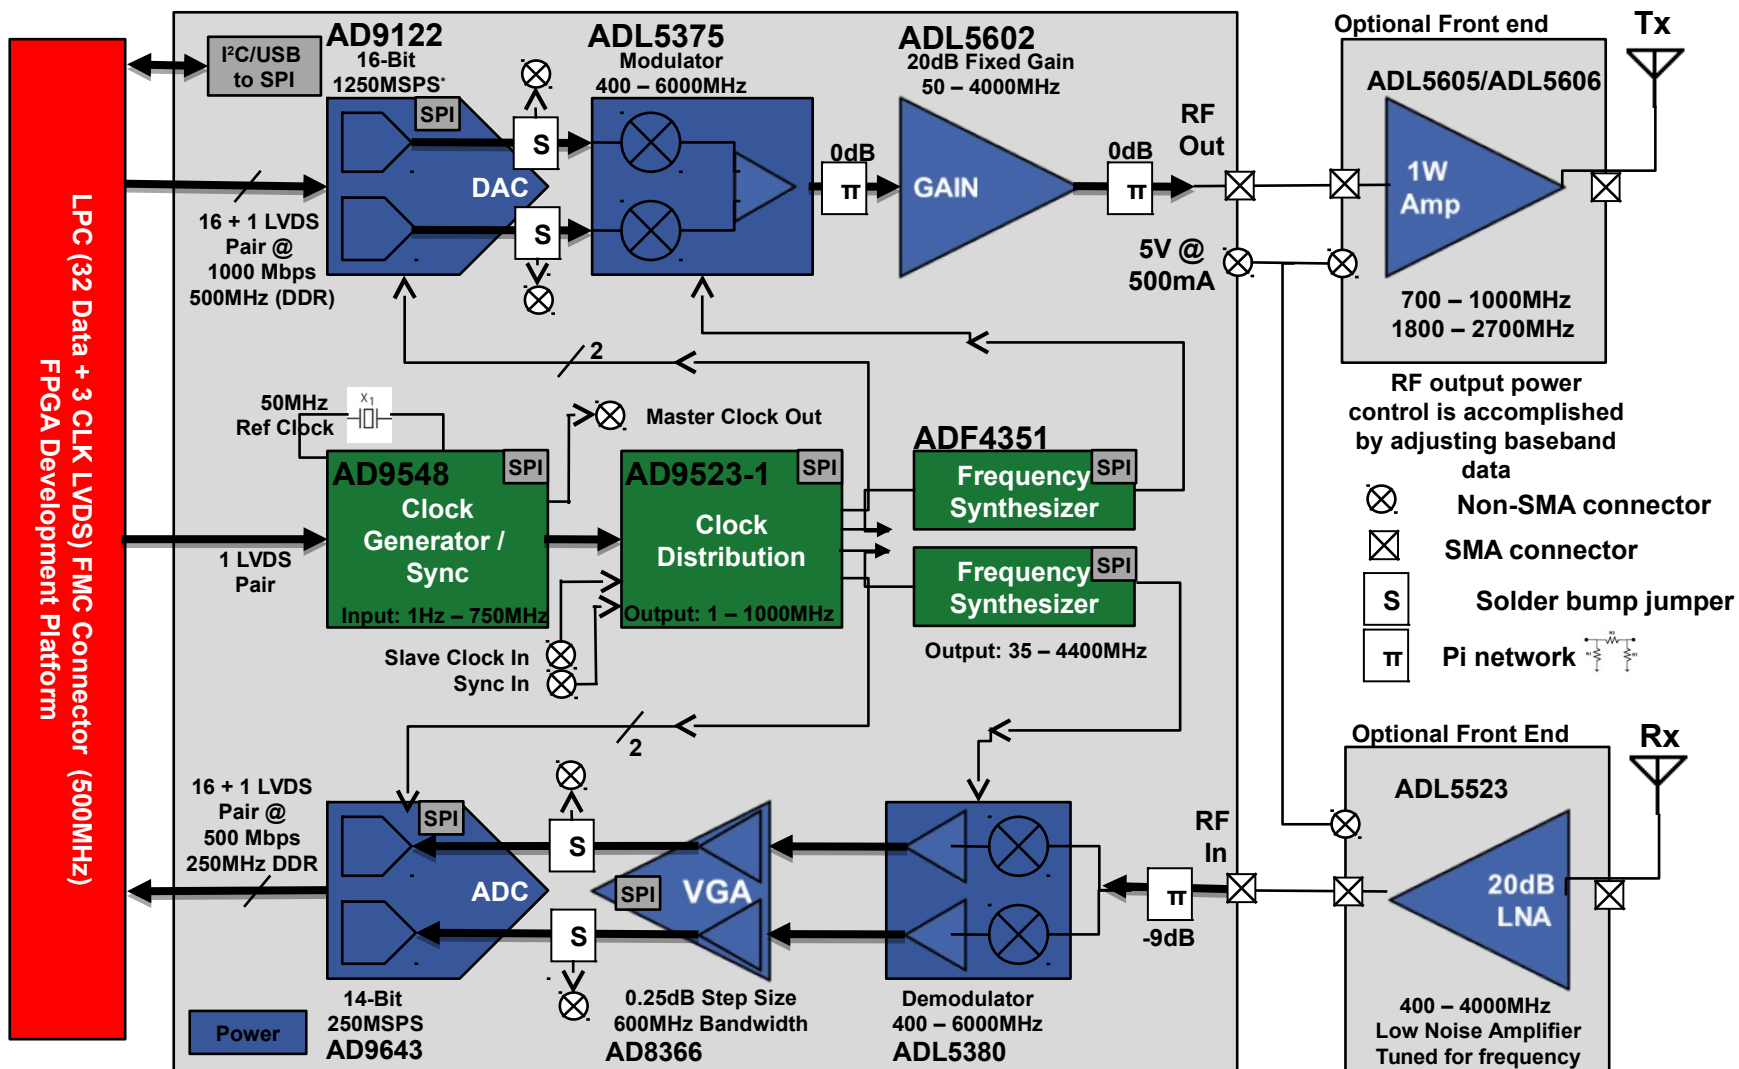 LPC (32 Data + 3 CLK LVDS) FMC Connector (500MHz)
FPGA Development Platform
I²C/USB
to SPI
AD9122
16-Bit
1250MSPS*
SPI
DAC
S
S
16 + 1 LVDS
Pair @
1000 Mbps
500MHz (DDR)
ADL5375
Modulator
400 – 6000MHz
0dB
π
ADL5602
20dB Fixed Gain
50 – 4000MHz
GAIN
0dB
π
RF
Out
5V @
500mA
Optional Front end
Tx
ADL5605/ADL5606
1W
Amp
700 – 1000MHz
1800 – 2700MHz
RF output power
control is accomplished
by adjusting baseband
data
Non-SMA connector
SMA connector
S
Solder bump jumper
π
Pi network
2
50MHz
Ref Clock
X1
Master Clock Out
AD9548
SPI
Clock
Generator /
Sync
Input: 1Hz – 750MHz
1 LVDS
Pair
AD9523-1
SPI
Clock
Distribution
Output: 1 – 1000MHz
ADF4351
SPI
Frequency
Synthesizer
SPI
Frequency
Synthesizer
Output: 35 – 4400MHz
Slave Clock In
Sync In
2
16 + 1 LVDS
Pair @
500 Mbps
250MHz DDR
SPI
ADC
14-Bit
250MSPS
AD9643
S
S
SPI
VGA
0.25dB Step Size
600MHz Bandwidth
AD8366
Demodulator
400 – 6000MHz
ADL5380
π
-9dB
RF
In
Optional Front End
Rx
ADL5523
20dB
LNA
400 – 4000MHz
Low Noise Amplifier
Tuned for frequency
Power